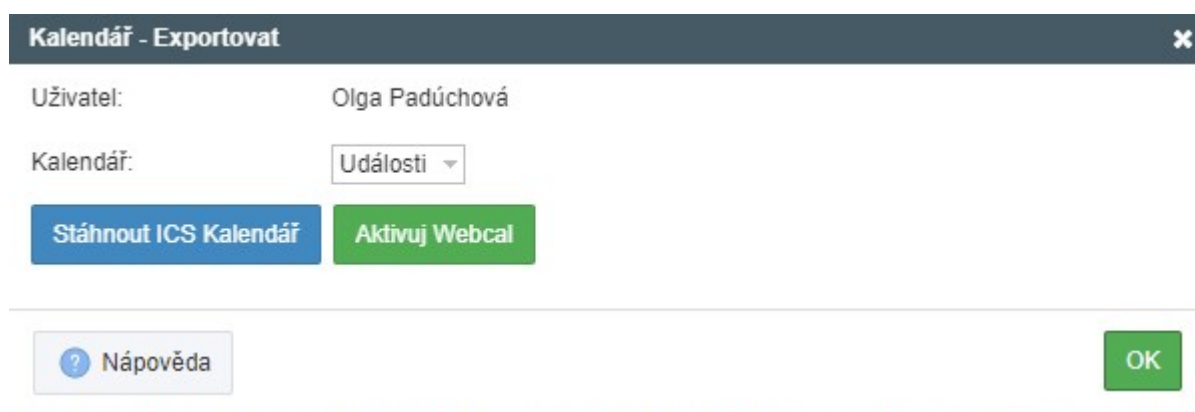 Kalendář - Exportovat
Uživatel: Olga Padúchová
Kalendář: Události
Stáhnout ICS Kalendář Aktivuj Webcal
? Nápověda OK